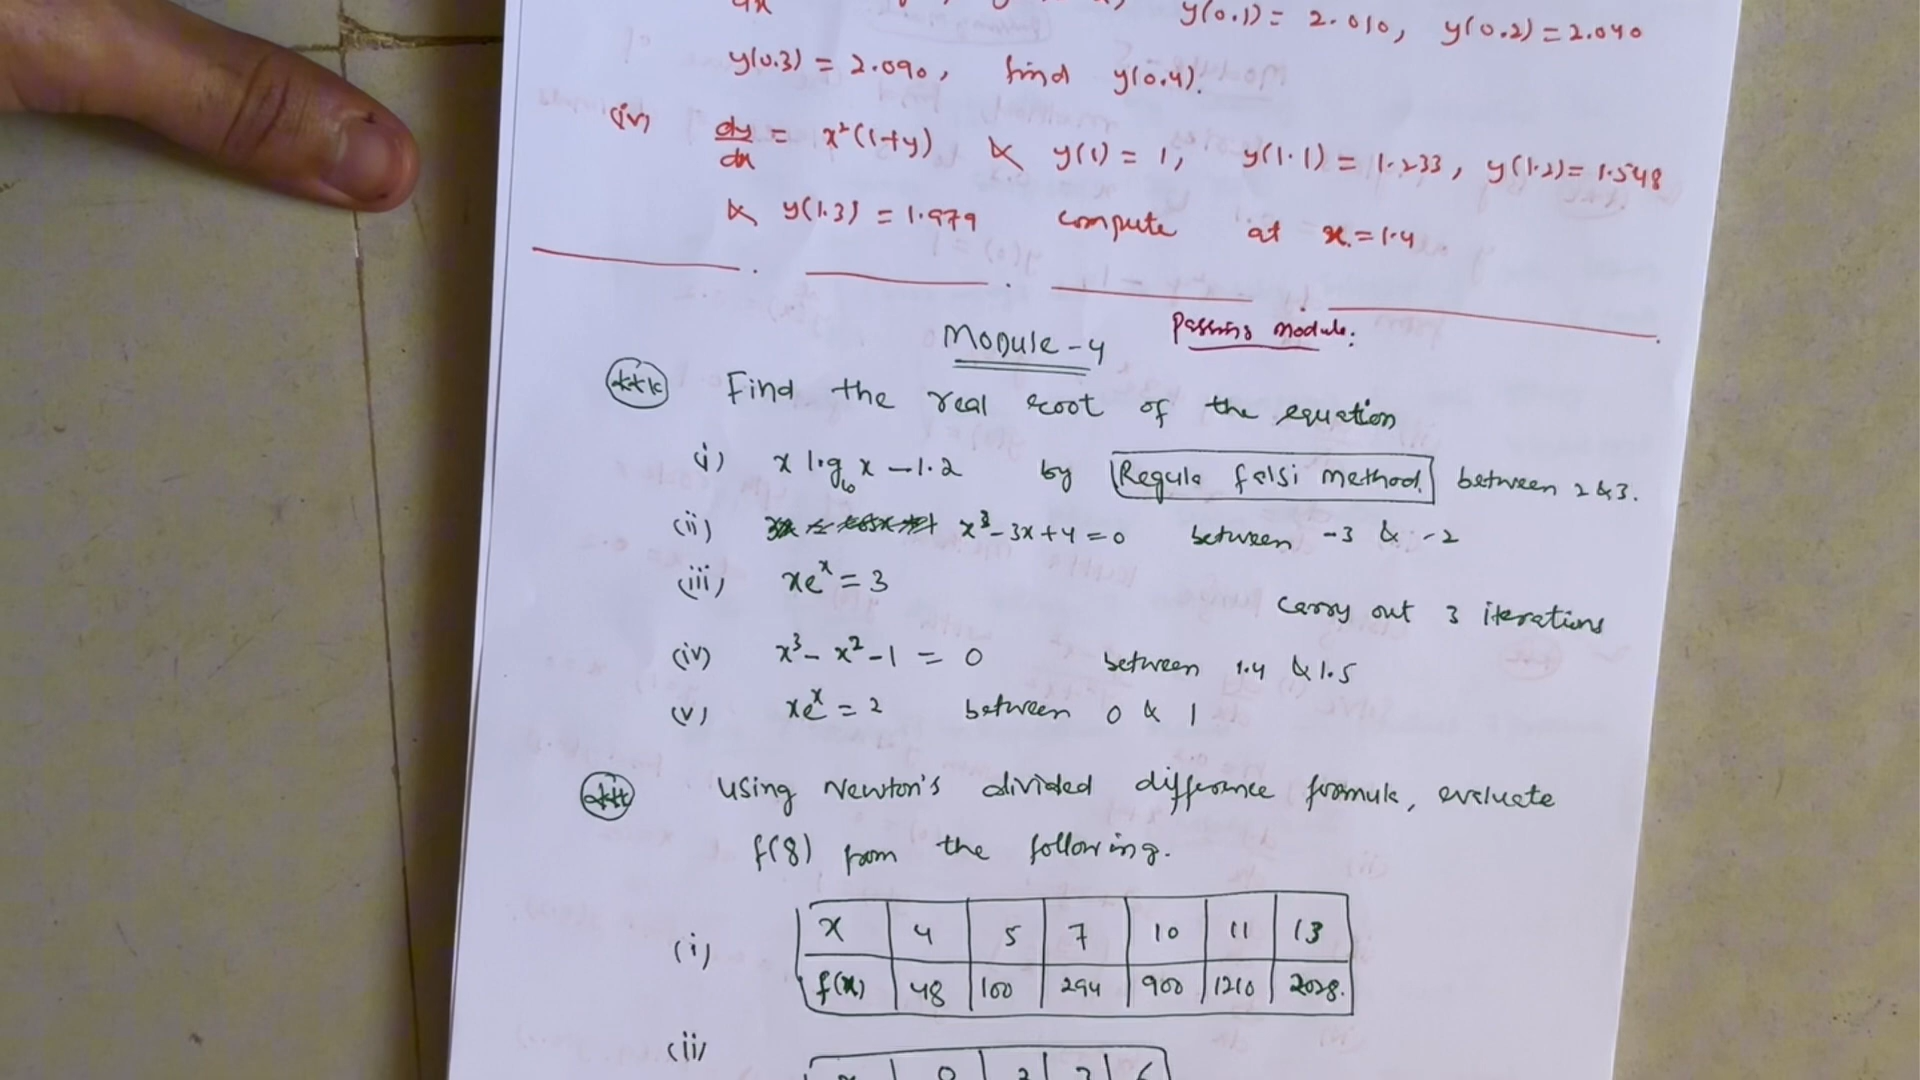 y(0.1) = 2.010, y(0.2) = 2.040
y(0.3) = 2.090, find y(0.4).
(iv) dy/dx = x²(1+y) & y(1) = 1, y(1.1) = 1.233, y(1.2) = 1.548
& y(1.3) = 1.979 compute at x = 1.4
Module-4 Passing module:
Find the real root of the equation
(i) x log₁₀ x - 1.2 by Regula falsi method between 2 & 3.
(ii) x³ - 3x + 4 = 0 between -3 & -2
(iii) xeˣ = 3
carry out 3 iterations
(iv) x³ - x² - 1 = 0 between 1.4 & 1.5
(v) xeˣ = 2 between 0 & 1
using Newton's divided difference formula, evaluate
f(8) from the following.
(i) x 4 5 7 10 11 13
f(x) 48 100 294 900 1210 2028.
(ii)